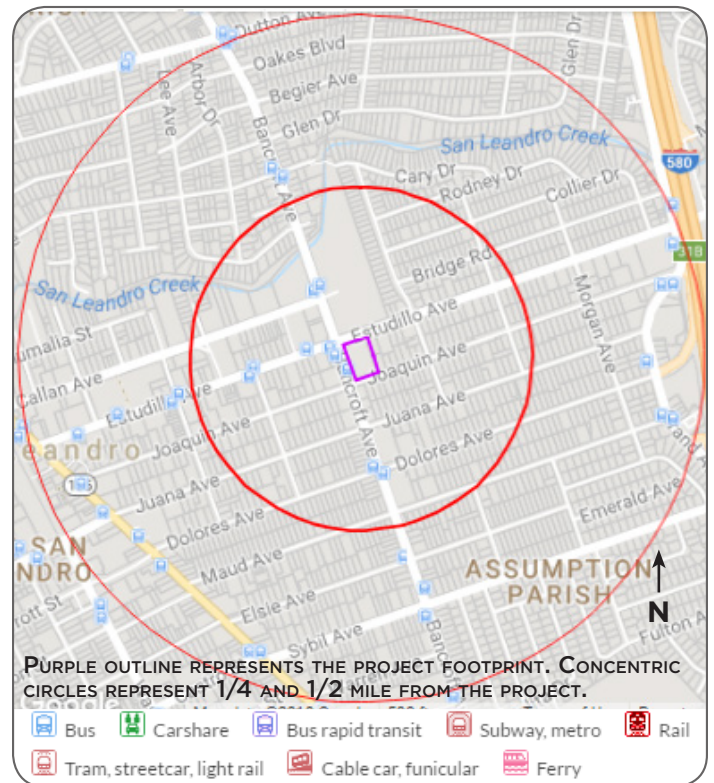 Dutton Ave
Oakes Blvd
Glen Dr
Begier Ave
Arbor Dr
Lee Ave
Glen Dr
San Leandro Creek
580
Cary Dr
Rodney Dr
Collier Dr
31B
Bridge Rd
San Leandro Creek
Morgan Ave
Estudillo Ave
Callan Ave
Joaquin Ave
Bancroft Ave
Juana Ave
Estudillo Ave
Joaquin Ave
Dolores Ave
eandro
Juana Ave
Emerald Ave
Dolores Ave
SAN
NDRO
Maud Ave
ASSUMPTION
PARISH
N
Elsie Ave
Fulton A
Sybil Ave
PURPLE OUTLINE REPRESENTS THE PROJECT FOOTPRINT. CONCENTRIC
CIRCLES REPRESENT 1/4 AND 1/2 MILE FROM THE PROJECT.
Bus Carshare Bus rapid transit Subway, metro Rail
Tram, streetcar, light rail Cable car, funicular Ferry